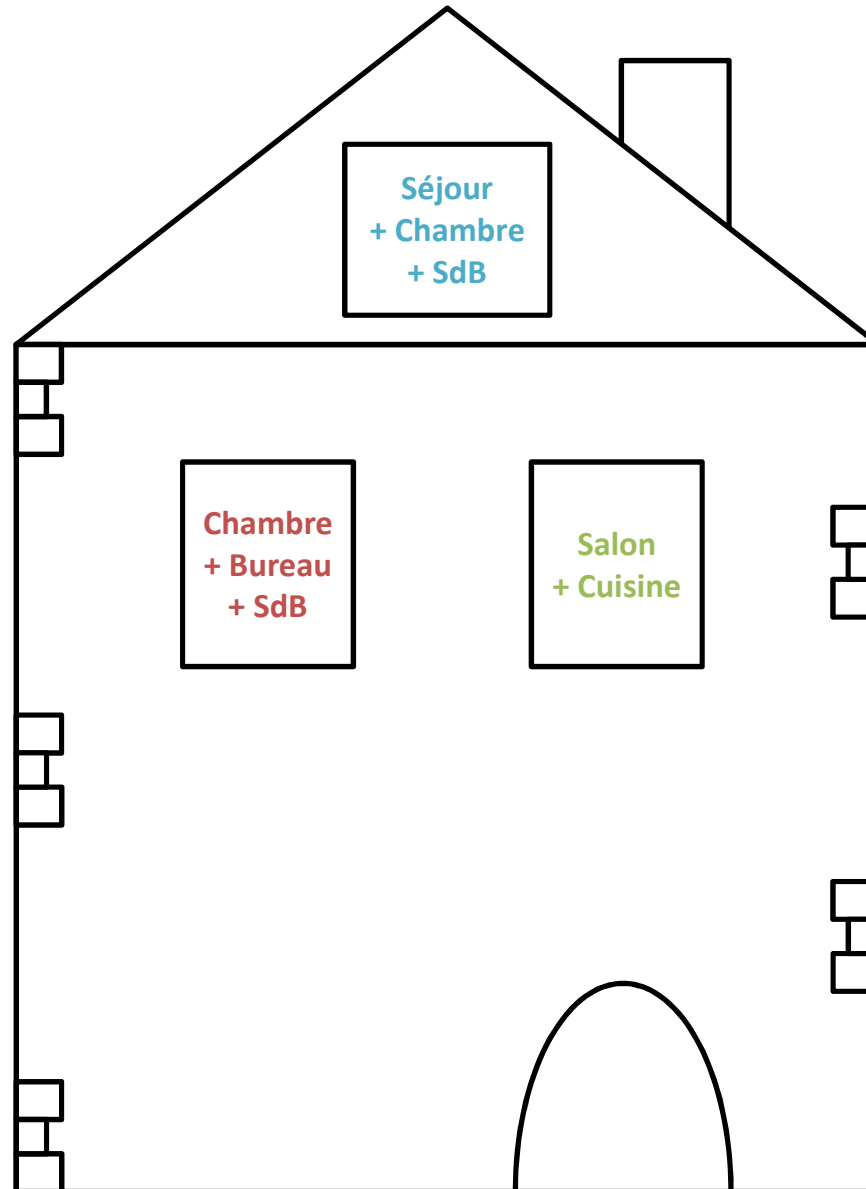 Séjour
+ Chambre
+ SdB
Chambre
+ Bureau
+ SdB
Salon
+ Cuisine